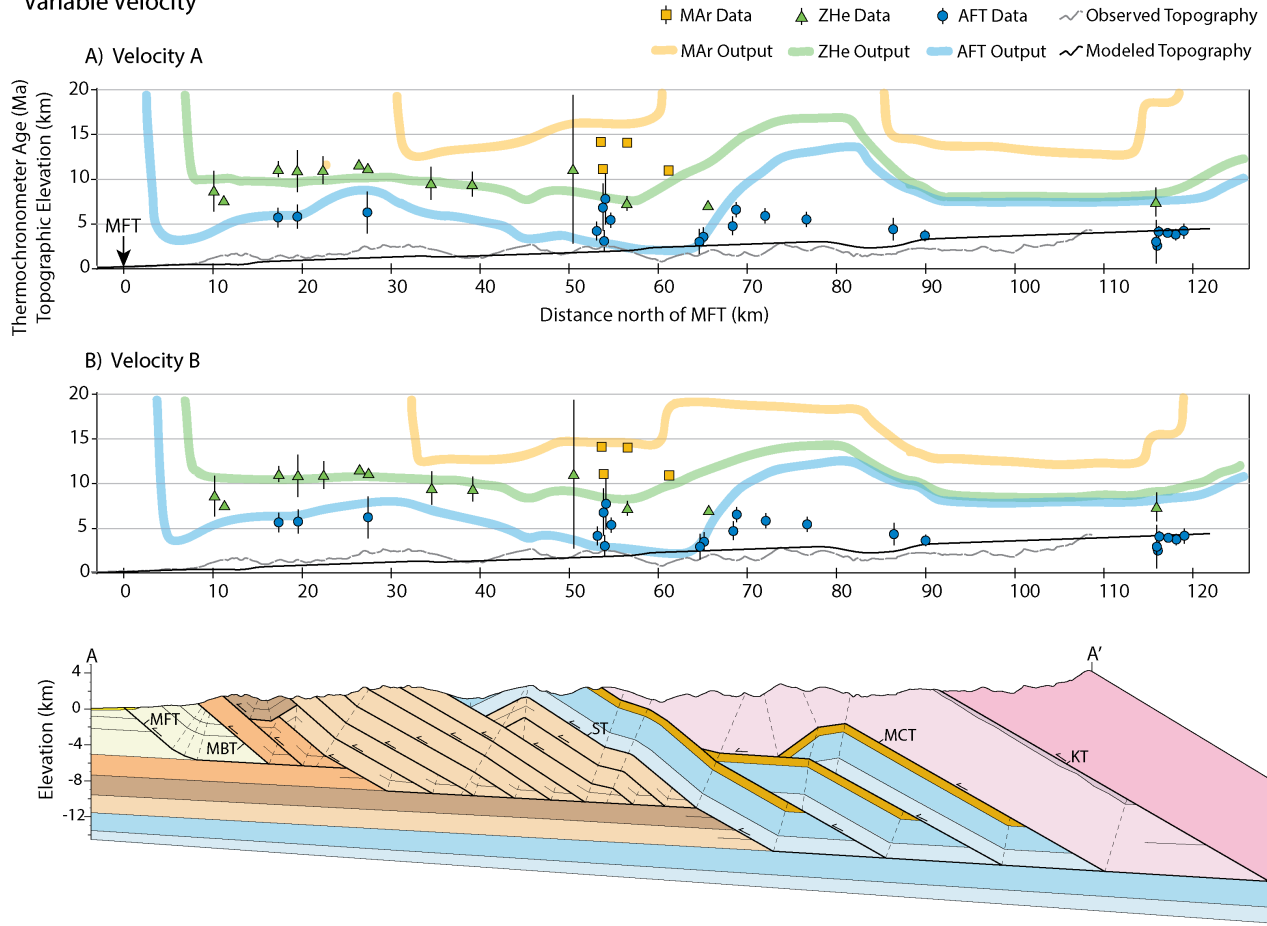 Variable Velocity
MAr Data ZHe Data AFT Data Observed Topography
MAr Output ZHe Output AFT Output Modeled Topography
A) Velocity A
Thermochronometer Age (Ma)
Topographic Elevation (km)
20
15
10
5
0
MFT
0 10 20 30 40 50 60 70 80 90 100 110 120
Distance north of MFT (km)
B) Velocity B
20
15
10
5
0
0 10 20 30 40 50 60 70 80 90 100 110 120
A A′
Elevation (km)
4
0
-4
-8
-12
MFT
MBT
ST
MCT
KT